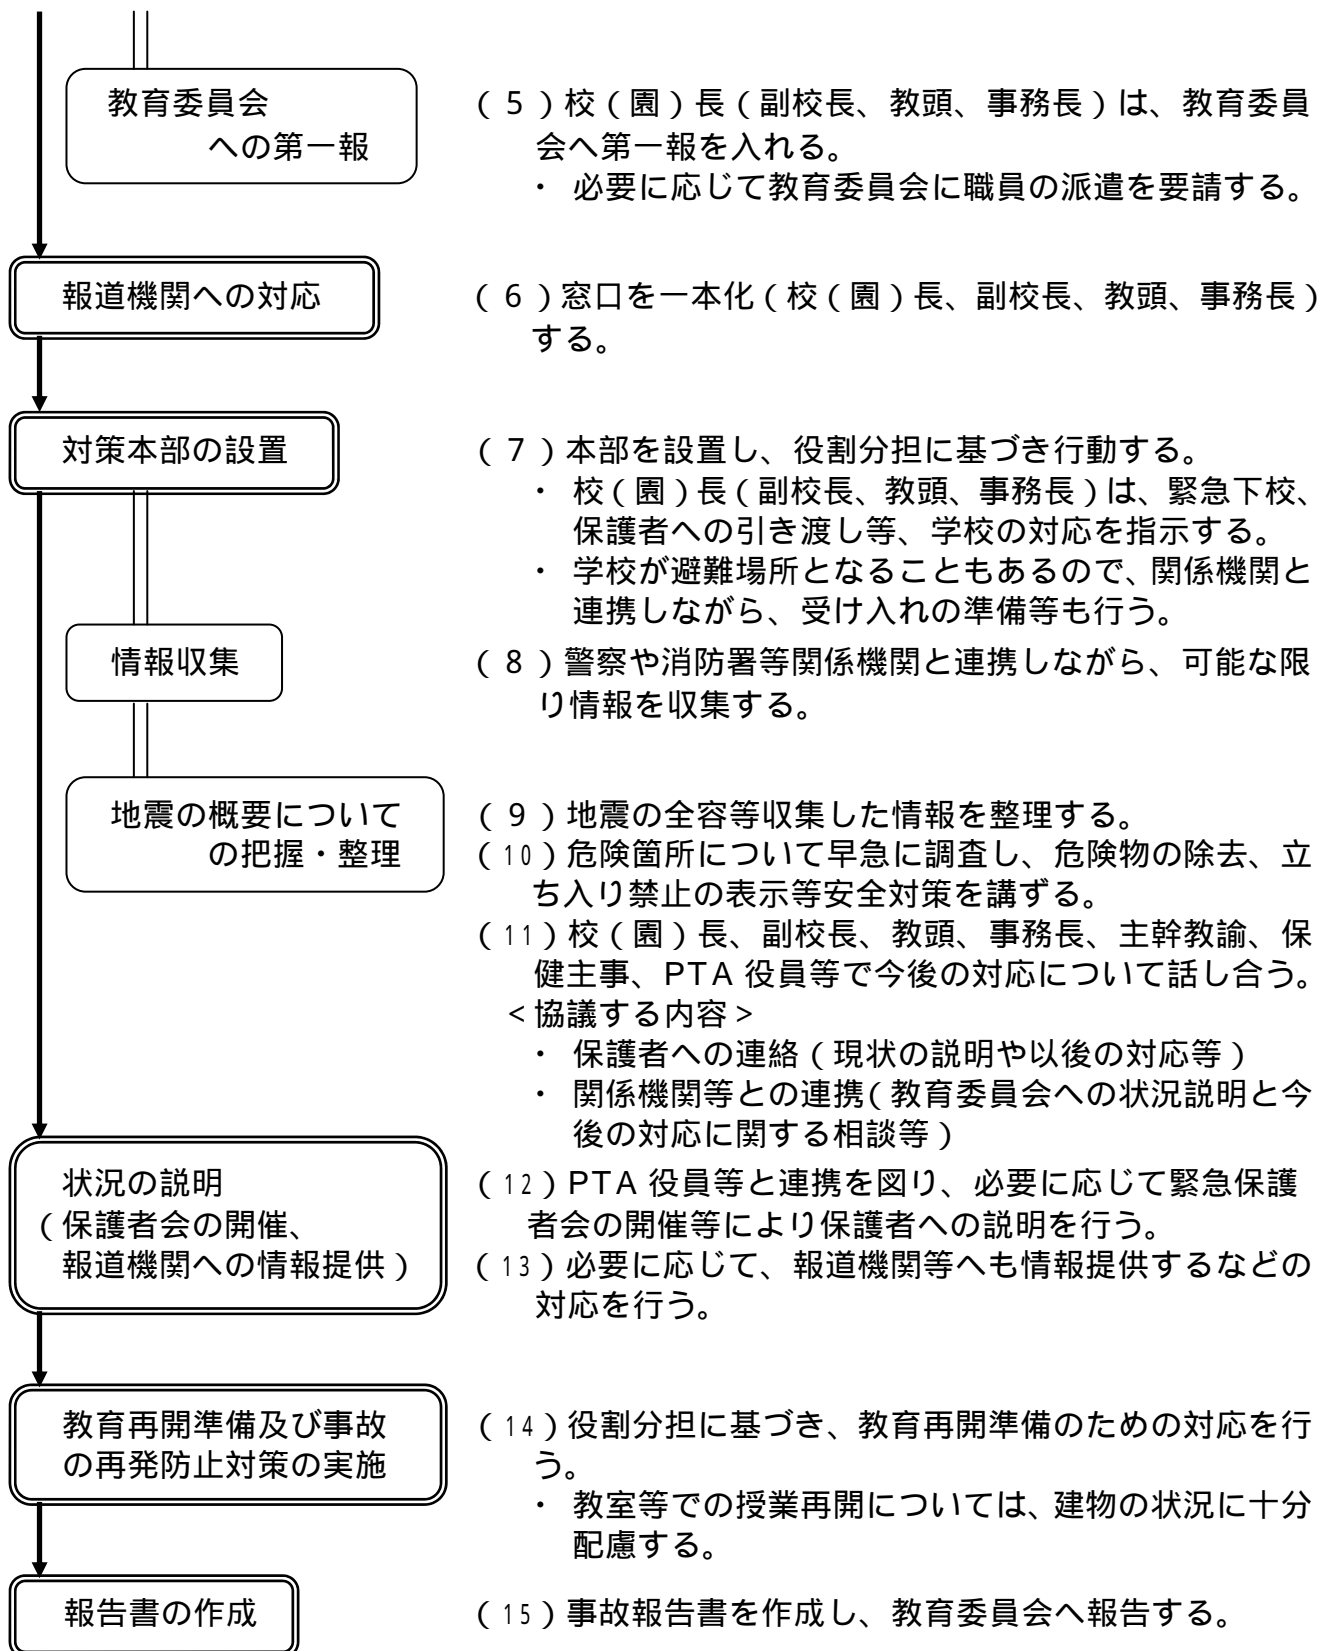 教育委員会
への第一報
（５）校（園）長（副校長、教頭、事務長）は、教育委員
会へ第一報を入れる。
・ 必要に応じて教育委員会に職員の派遣を要請する。
報道機関への対応
（６）窓口を一本化（校（園）長、副校長、教頭、事務長）
する。
対策本部の設置
（７）本部を設置し、役割分担に基づき行動する。
・ 校（園）長（副校長、教頭、事務長）は、緊急下校、
保護者への引き渡し等、学校の対応を指示する。
・ 学校が避難場所となることもあるので、関係機関と
連携しながら、受け入れの準備等も行う。
情報収集
（８）警察や消防署等関係機関と連携しながら、可能な限
り情報を収集する。
地震の概要について
の把握・整理
（９）地震の全容等収集した情報を整理する。
（10）危険箇所について早急に調査し、危険物の除去、立
ち入り禁止の表示等安全対策を講ずる。
（11）校（園）長、副校長、教頭、事務長、主幹教諭、保
健主事、PTA 役員等で今後の対応について話し合う。
＜協議する内容＞
・ 保護者への連絡（現状の説明や以後の対応等）
・ 関係機関等との連携（教育委員会への状況説明と今
後の対応に関する相談等）
状況の説明
（保護者会の開催、
報道機関への情報提供）
（12）PTA 役員等と連携を図り、必要に応じて緊急保護
者会の開催等により保護者への説明を行う。
（13）必要に応じて、報道機関等へも情報提供するなどの
対応を行う。
教育再開準備及び事故
の再発防止対策の実施
（14）役割分担に基づき、教育再開準備のための対応を行
う。
・ 教室等での授業再開については、建物の状況に十分
配慮する。
報告書の作成
（15）事故報告書を作成し、教育委員会へ報告する。